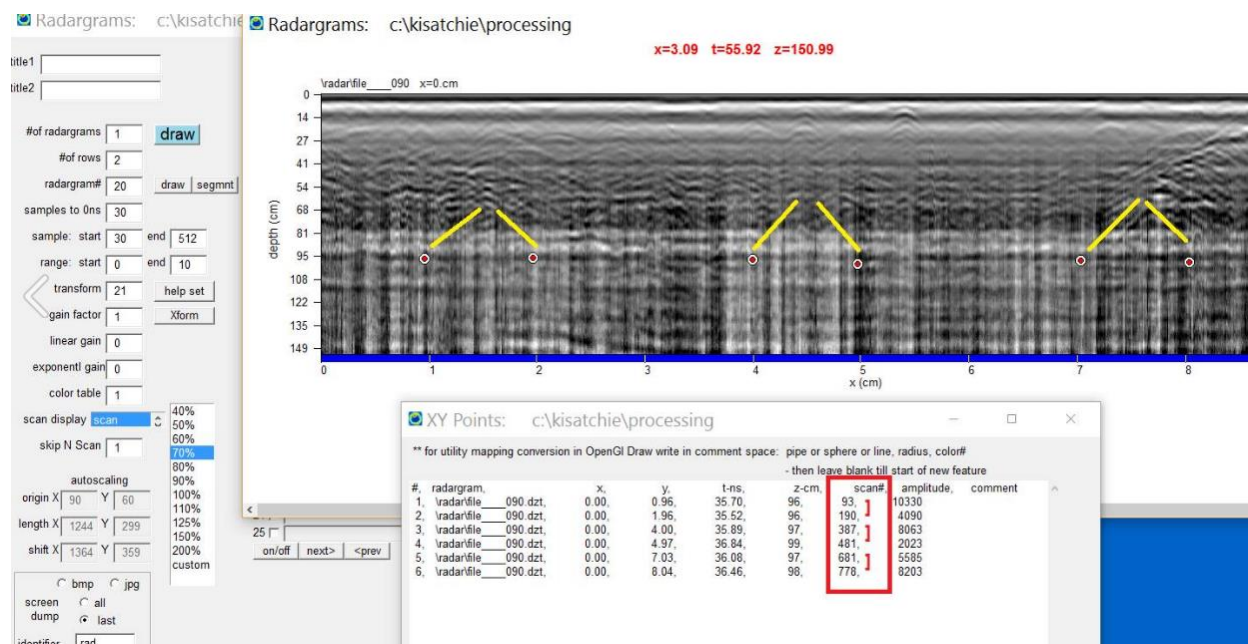 Radargrams: c:\kisatchie
Radargrams: c:\kisatchie\processing
x=3.09 t=55.92 z=150.99
title1
title2
#of radargrams 1 draw
#of rows 2
radargram# 20 draw segmnt
samples to 0ns 30
sample: start 30 end 512
range: start 0 end 10
transform 21 help set
gain factor 1 Xform
linear gain 0
exponentl gain 0
color table 1
scan display scan
skip N Scan 1
40%
50%
60%
70%
80%
90%
100%
110%
125%
150%
200%
custom
autoscaling
origin X 90 Y 60
length X 1244 Y 299
shift X 1364 Y 359
bmp jpg
screen dump
all
last
identifier rad
25
on/off next> <prev
\radar\file____090 x=0.cm
depth (cm)
0
14
27
41
54
68
81
95
108
122
135
149
0 1 2 3 4 5 6 7 8
x (cm)
XY Points: c:\kisatchie\processing
** for utility mapping conversion in OpenGl Draw write in comment space: pipe or sphere or line, radius, color#
- then leave blank till start of new feature
#, radargram, x, y, t-ns, z-cm, scan#, amplitude, comment
1, \radar\file____090.dzt, 0.00, 0.96, 35.70, 96, 93, 10330
2, \radar\file____090.dzt, 0.00, 1.96, 35.52, 96, 190, 4090
3, \radar\file____090.dzt, 0.00, 4.00, 35.89, 97, 387, 8063
4, \radar\file____090.dzt, 0.00, 4.97, 36.84, 99, 481, 2023
5, \radar\file____090.dzt, 0.00, 7.03, 36.08, 97, 681, 5585
6, \radar\file____090.dzt, 0.00, 8.04, 36.46, 98, 778, 8203